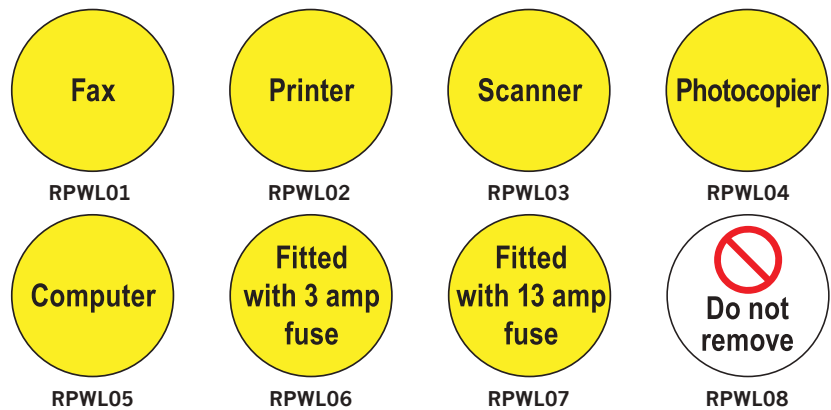 Fax
RPWL01
Printer
RPWL02
Scanner
RPWL03
Photocopier
RPWL04
Computer
RPWL05
Fitted
with 3 amp
fuse
RPWL06
Fitted
with 13 amp
fuse
RPWL07
Do not
remove
RPWL08